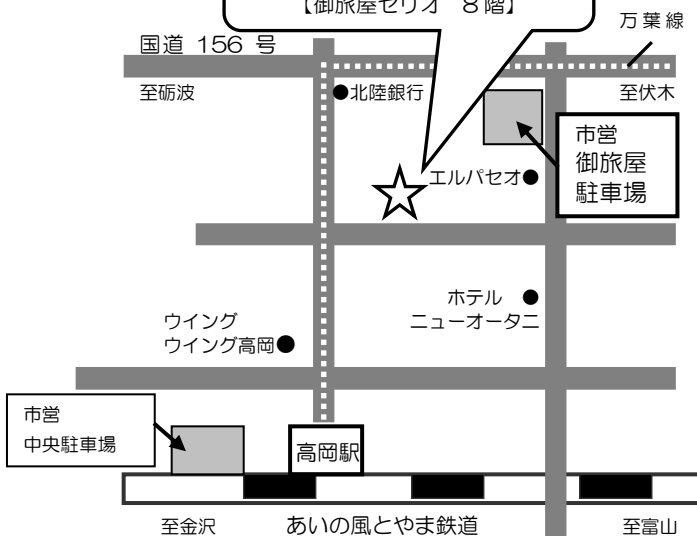 【御旅屋セリオ 8階】
万葉線
国道 156 号
至砺波
●北陸銀行
至伏木
市営
御旅屋
駐車場
エルパセオ●
ホテル ●
ニューオータニ
ウイング
ウイング高岡●
市営
中央駐車場
高岡駅
至金沢
あいの風とやま鉄道
至富山